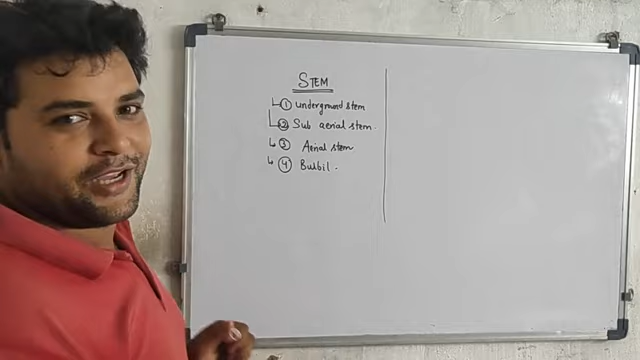 STEM
① underground stem
② Sub aerial stem.
③ Aerial stem
④ Bulbil.